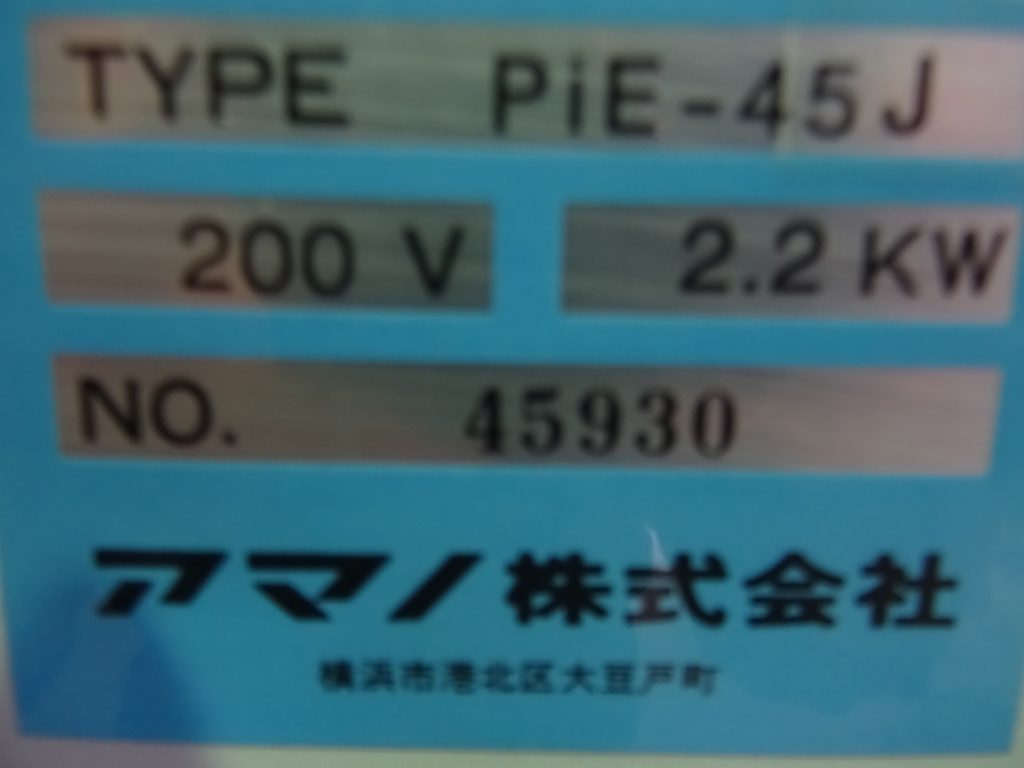 TYPE PiE-45J
200 V 2.2 KW
NO. 45930
アマノ株式会社
横浜市港北区大豆戸町